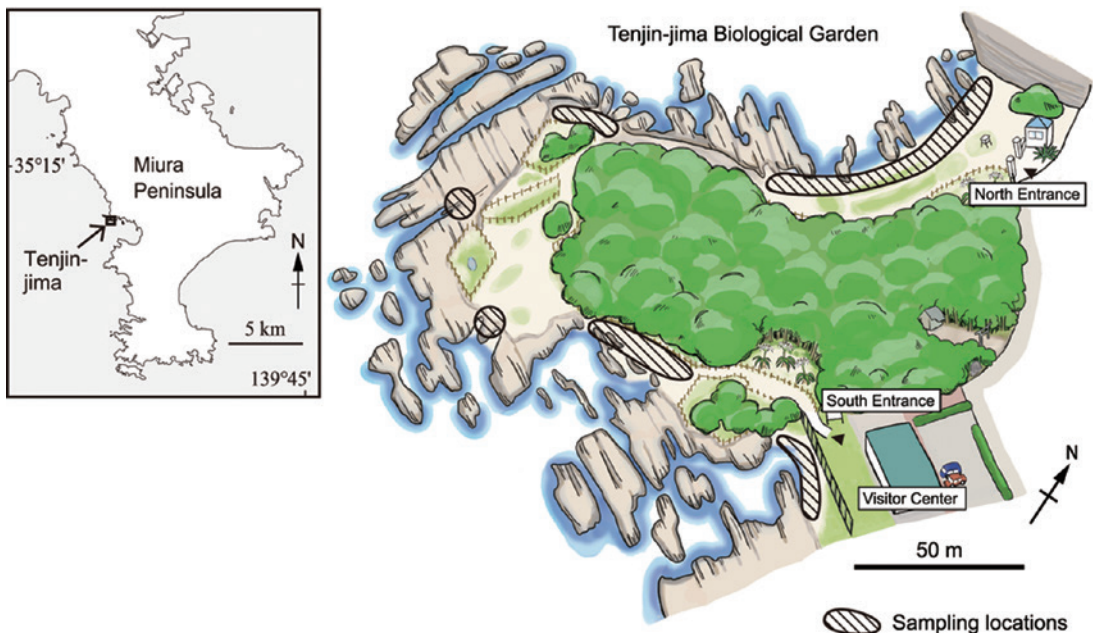 35°15'
Miura
Peninsula
Tenjin-
jima
N
5 km
139°45'
Tenjin-jima Biological Garden
North Entrance
South Entrance
Visitor Center
N
50 m
Sampling locations